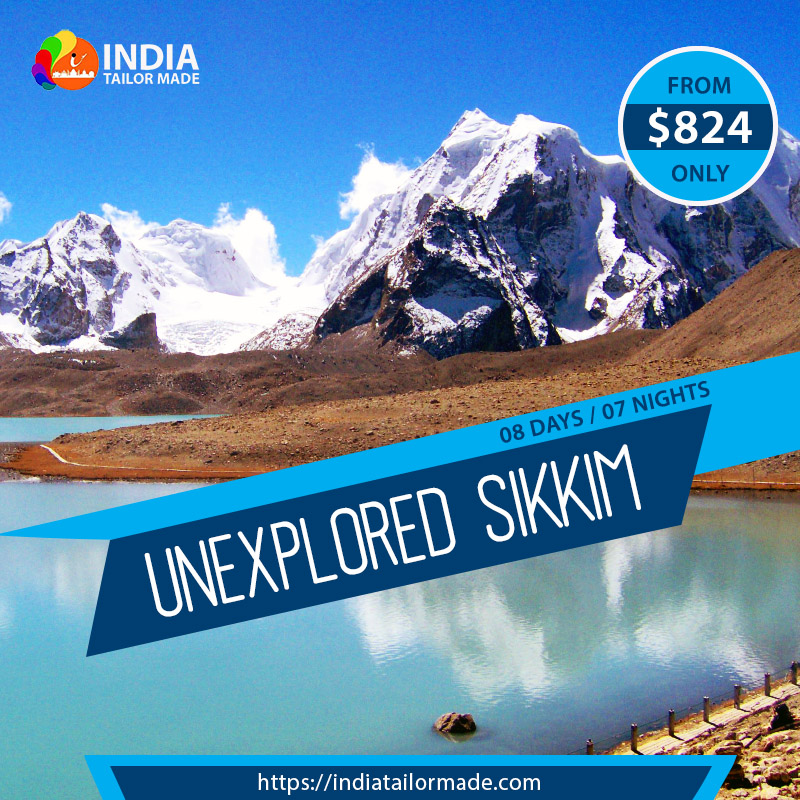 INDIA
TAILOR MADE
FROM
$824
ONLY
08 DAYS / 07 NIGHTS
UNEXPLORED SIKKIM
https://indiatailormade.com